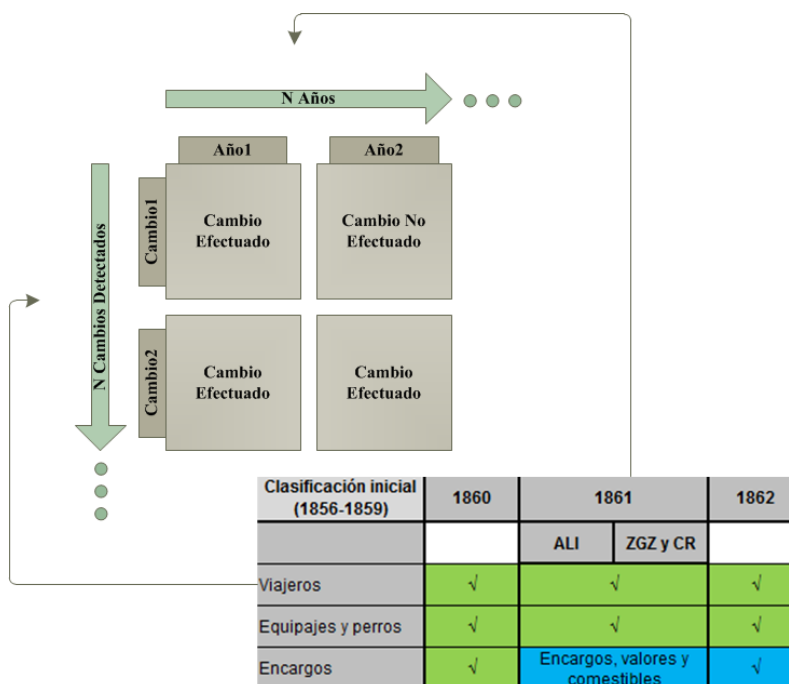 N Años
Año1
Año2
N Cambios Detectados
Cambio1
Cambio
Efectuado
Cambio No
Efectuado
Cambio2
Cambio
Efectuado
Cambio
Efectuado
Clasificación inicial
(1856-1859)
1860
1861
1862
ALI
ZGZ y CR
Viajeros
√
√
√
Equipajes y perros
√
√
√
Encargos
√
Encargos, valores y
comestibles
√